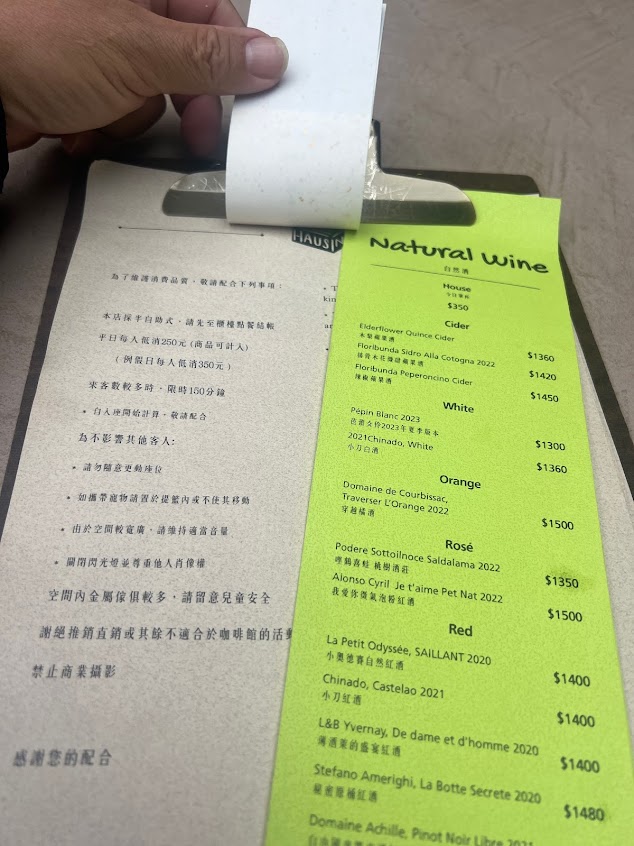 HAUSIN
為了維護消費品質，敬請配合下列事項：
本店採半自助式，請先至櫃檯點餐結帳
平日每人低消250元(商品可計入)
(例假日每人低消350元)
來客數較多時，限時150分鐘
• 自入座開始計算，敬請配合
為不影響其他客人:
• 請勿隨意更動座位
• 如攜帶寵物請置於提籃內或不使其移動
• 由於空間較寬廣，請維持適當音量
• 關閉閃光燈並尊重他人肖像權
空間內金屬傢俱較多，請留意兒童安全
謝絕推銷直銷或其餘不適合於咖啡館的活動
禁止商業攝影
感謝您的配合
Natural Wine
自然酒
House
$350
Cider
Elderflower Quince Cider $1360
木梨蘋果酒
Floribunda Sidro Alla Cotogna 2022 $1420
Floribunda Peperoncino Cider $1450
辣椒蘋果酒
White
Pépin Blanc 2023 $1300
2021Chinado, White $1360
小刀白酒
Orange
Domaine de Courbissac,
Traverser L'Orange 2022 $1500
穿越橘酒
Rosé
Podere Sottoilnoce Saldalama 2022 $1350
Alonso Cyril Je t'aime Pet Nat 2022 $1500
我愛你微氣泡粉紅酒
Red
La Petit Odyssée, SAILLANT 2020 $1400
小奧德賽自然紅酒
Chinado, Castelao 2021 $1400
小刀紅酒
L&B Yvernay, De dame et d'homme 2020 $1400
薄酒萊的盛宴紅酒
Stefano Amerighi, La Botte Secrete 2020 $1480
秘密原桶紅酒
Domaine Achille, Pinot Noir Libre 2021